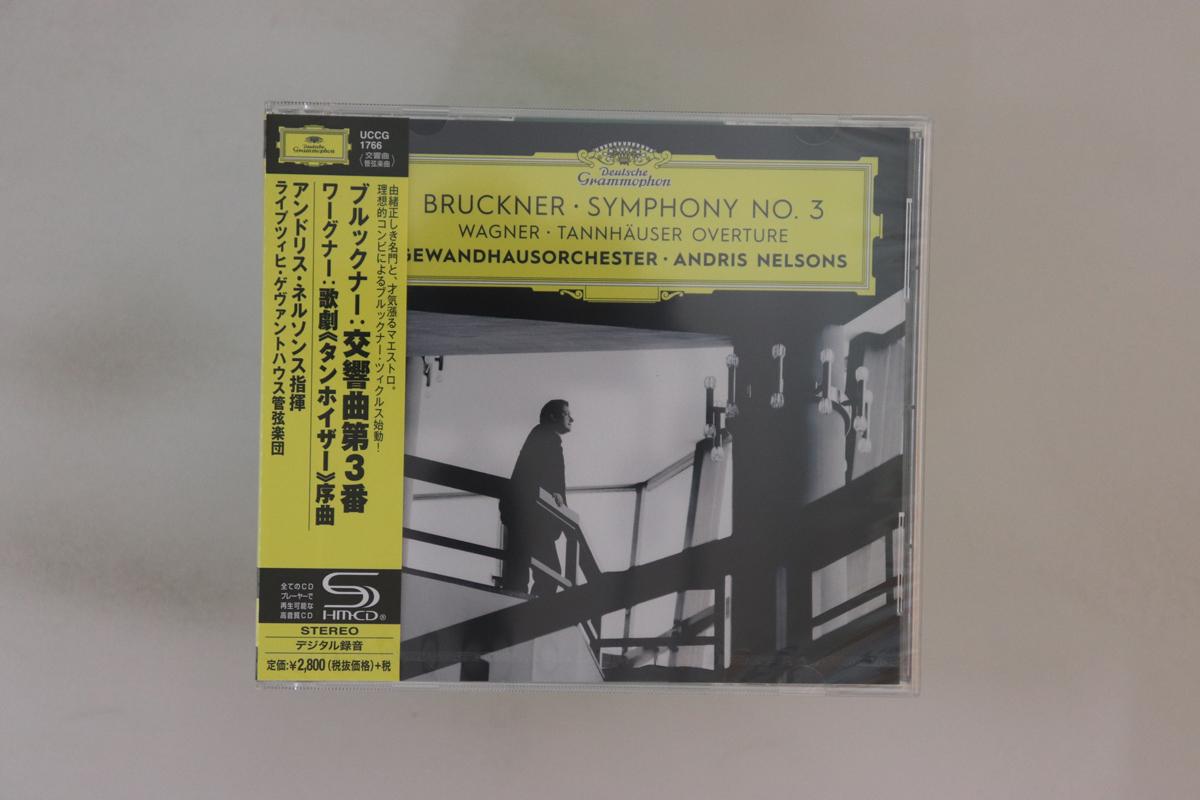 Deutsche
Grammophon
UCCG
1766
交響曲
管弦楽曲
由緒正しき名門と、才気漲るマエストロ。
理想的コンビによるブルックナー・ツィクルス始動！
ブルックナー：交響曲第3番
ワーグナー：歌劇《タンホイザー》序曲
アンドリス・ネルソンス指揮
ライプツィヒ・ゲヴァントハウス管弦楽団
全てのCD
プレーヤーで
再生可能な
高音質CD
SHM-CD®
STEREO
デジタル録音
定価:¥2,800(税抜価格)+税
Deutsche
Grammophon
BRUCKNER · SYMPHONY NO. 3
WAGNER · TANNHÄUSER OVERTURE
GEWANDHAUSORCHESTER · ANDRIS NELSONS